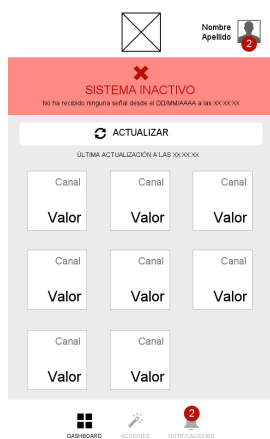 Nombre
Apellido
2
SISTEMA INACTIVO
No ha recibido ninguna señal desde el DD/MM/AAAA a las XX:XX:XX
ACTUALIZAR
ÚLTIMA ACTUALIZACIÓN A LAS XX:XX:XX
Canal Canal Canal
Valor Valor Valor
Canal Canal Canal
Valor Valor Valor
Canal Canal
Valor Valor
2
DASHBOARD ACCIONES NOTIFICACIONES